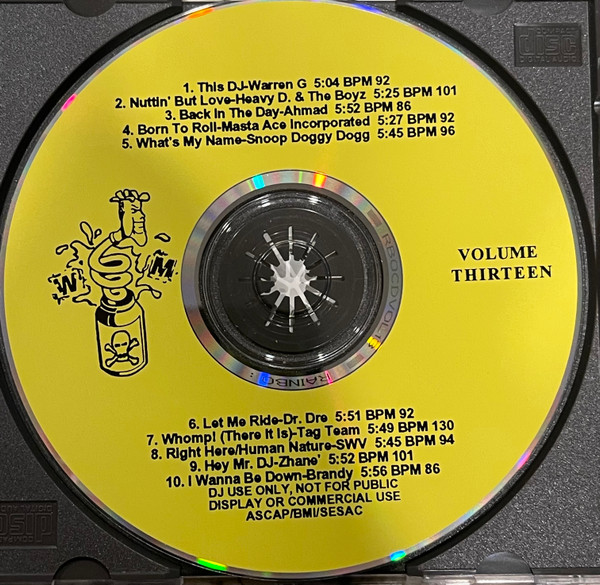 1. This DJ-Warren G 5:04 BPM 92
2. Nuttin' But Love-Heavy D. & The Boyz 5:25 BPM 101
3. Back In The Day-Ahmad 5:52 BPM 86
4. Born To Roll-Masta Ace Incorporated 5:27 BPM 92
5. What's My Name-Snoop Doggy Dogg 5:45 BPM 96
W M
VOLUME
THIRTEEN
6. Let Me Ride-Dr. Dre 5:51 BPM 92
7. Whomp! (There It Is)-Tag Team 5:49 BPM 130
8. Right Here/Human Nature-SWV 5:45 BPM 94
9. Hey Mr. DJ-Zhane' 5:52 BPM 101
10. I Wanna Be Down-Brandy 5:56 BPM 86
DJ USE ONLY, NOT FOR PUBLIC
DISPLAY OR COMMERCIAL USE
ASCAP/BMI/SESAC
disc